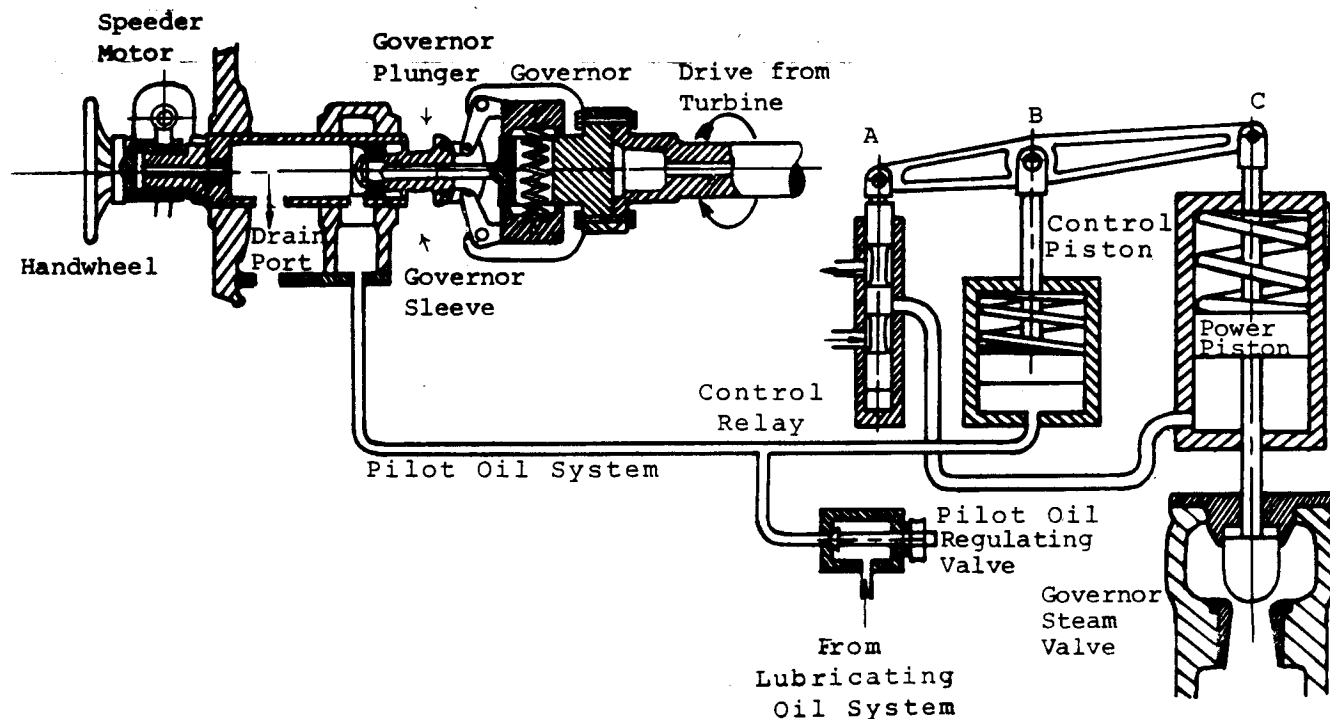 Speeder
Motor
Governor
Plunger
Governor
Drive from
Turbine
A
B
C
Handwheel
Drain
Port
Governor
Sleeve
Control
Piston
Power
Piston
Control
Relay
Pilot Oil System
Pilot Oil
Regulating
Valve
Governor
Steam
Valve
From
Lubricating
Oil System